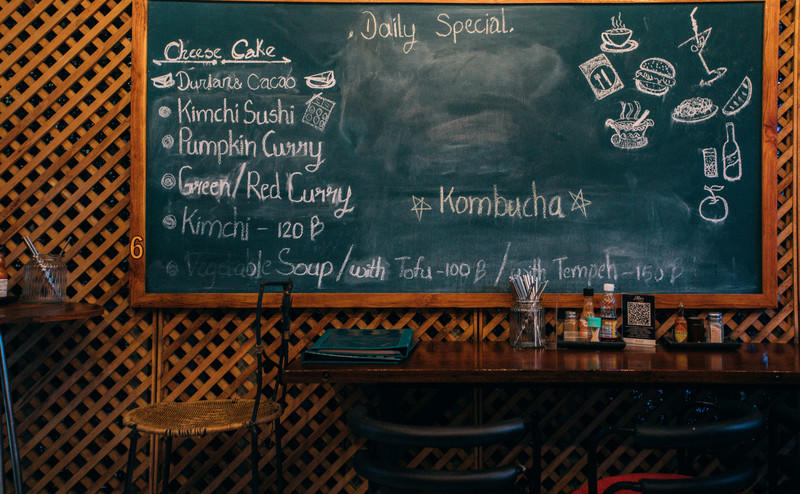 Daily Special.
Cheese Cake
Durian & Cacao
Kimchi Sushi
Pumpkin Curry
Green/Red Curry
Kombucha
Kimchi - 120 ฿
6
Vegetable Soup/with Tofu-100 ฿ /with Tempeh-150 ฿